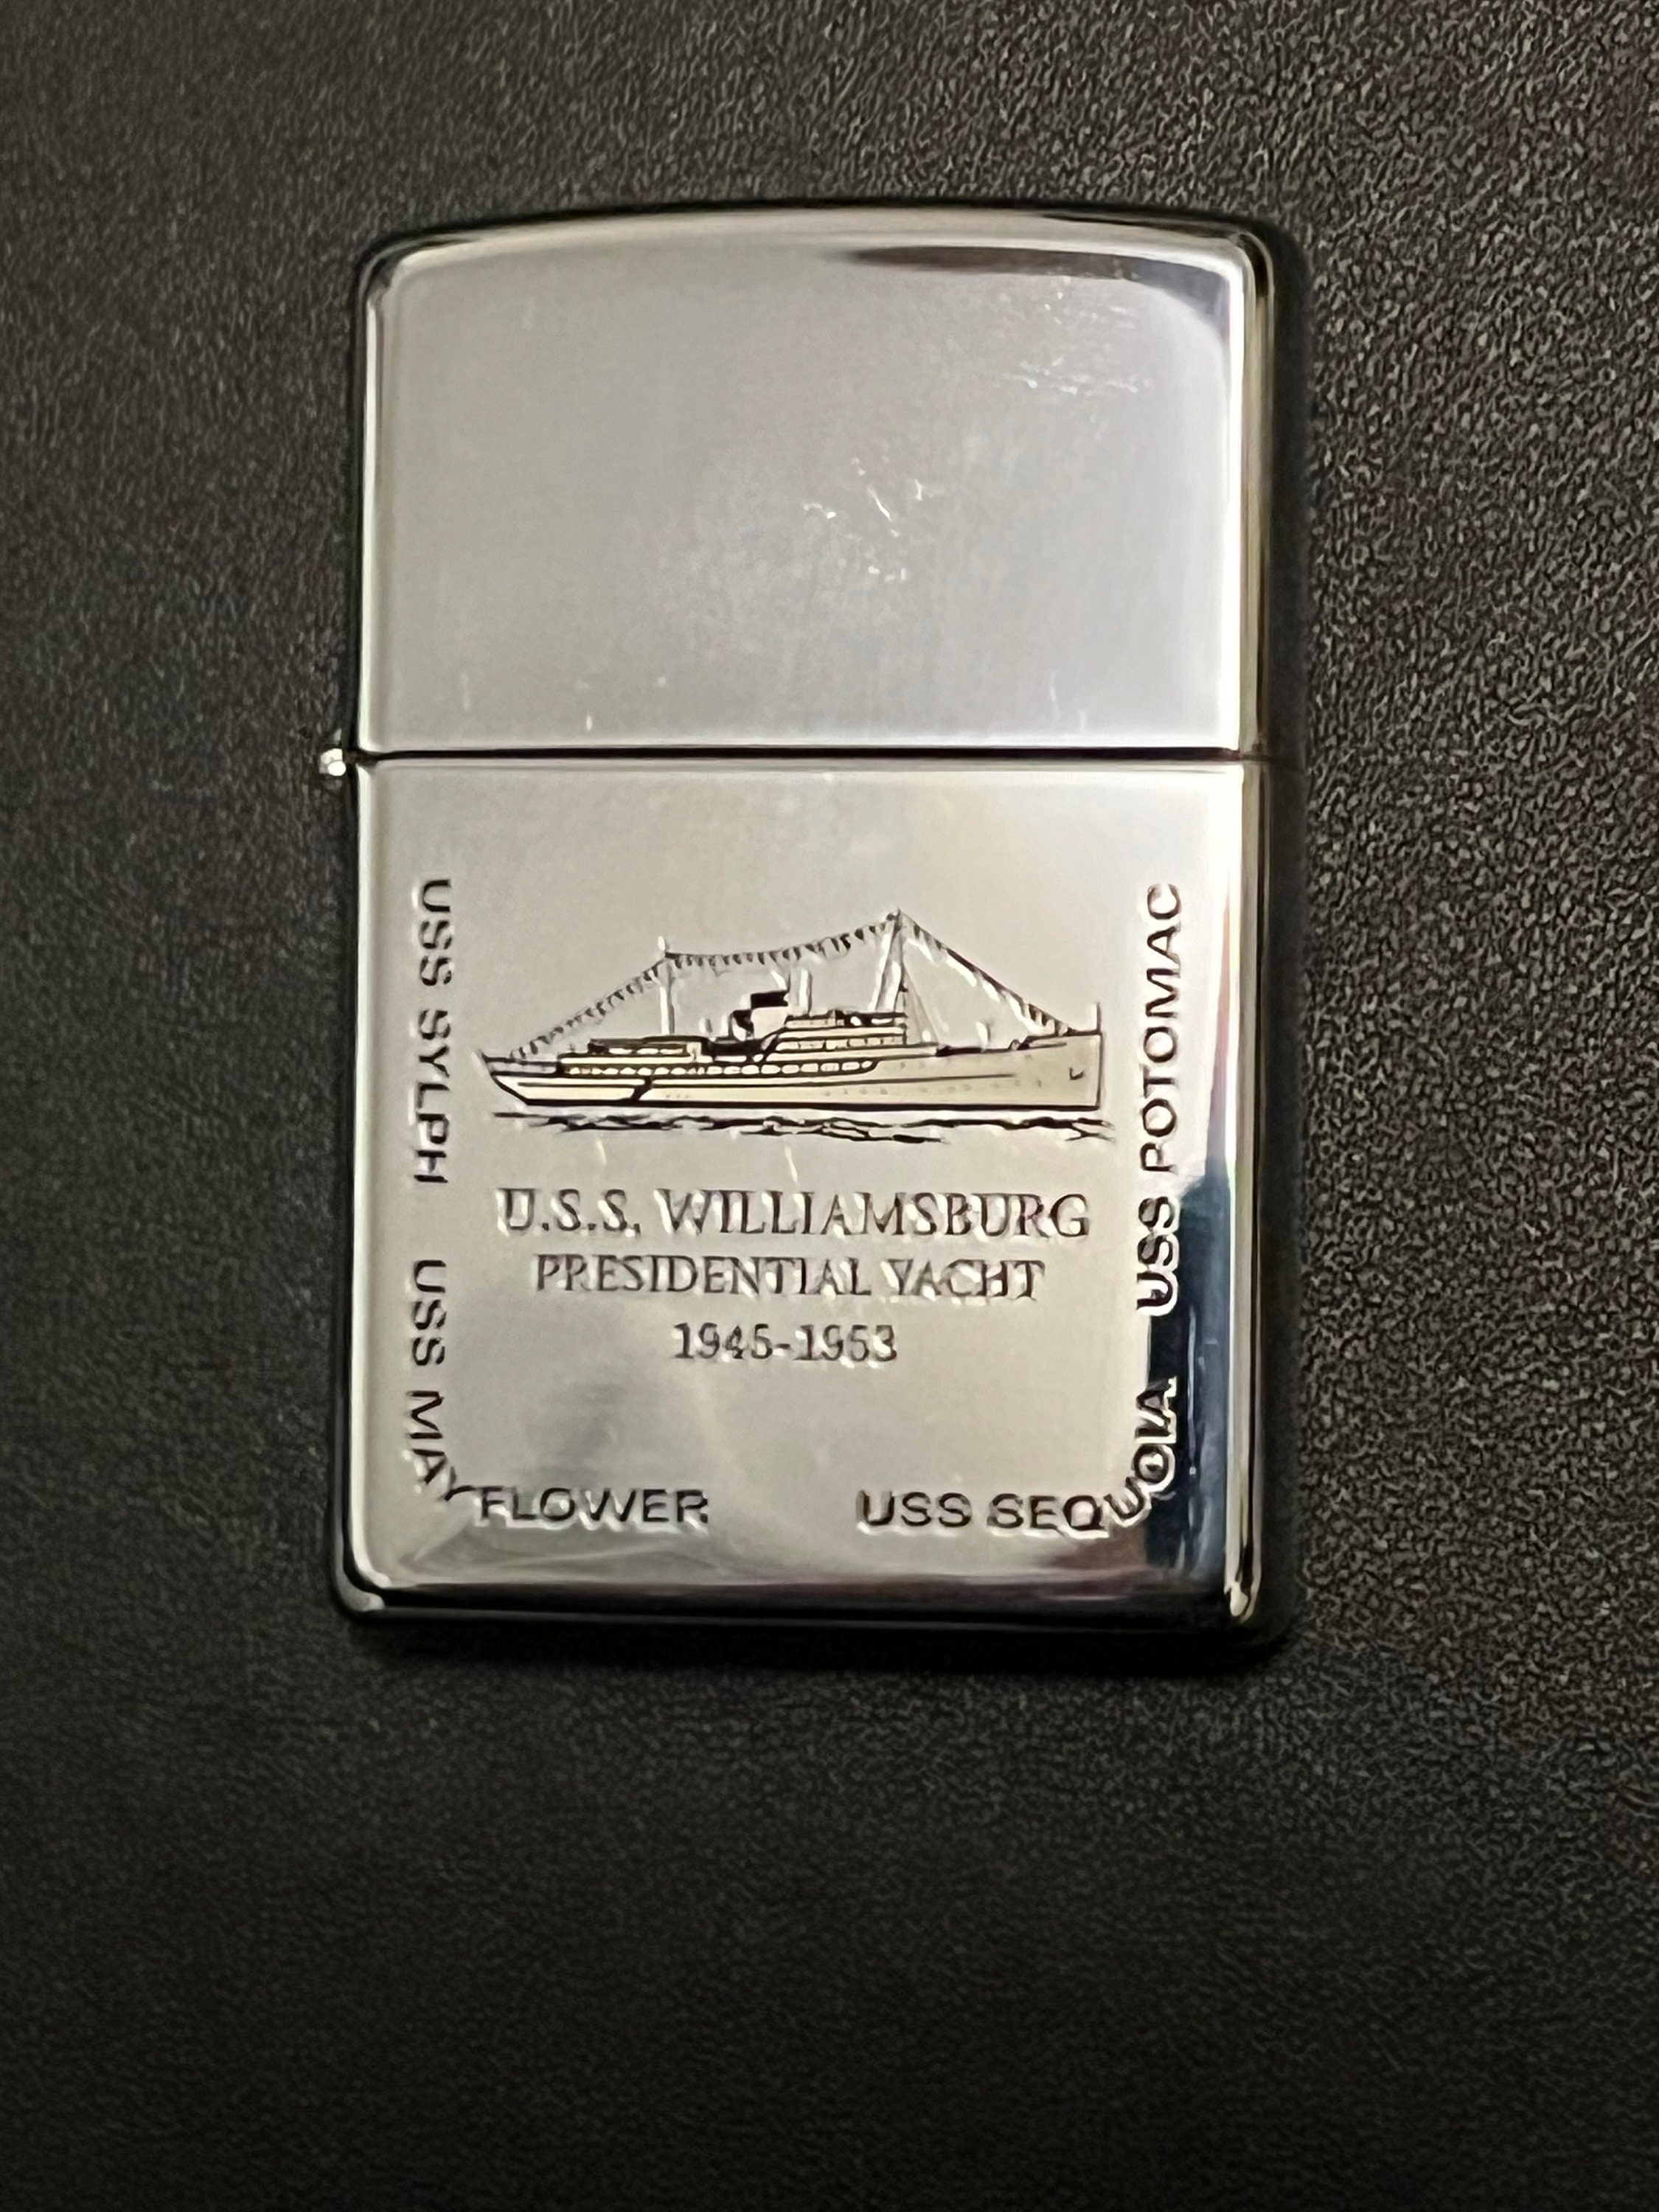 USS SYLPH USS MAYFLOWER USS SEQUOIA USS POTOMAC
U.S.S. WILLIAMSBURG
PRESIDENTIAL YACHT
1945-1953